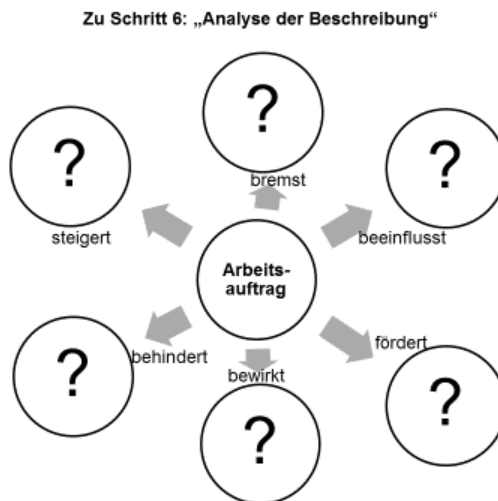 Zu Schritt 6: „Analyse der Beschreibung“
?
?
?
bremst
steigert
beeinflusst
Arbeits-
auftrag
fördert
behindert
bewirkt
?
?
?